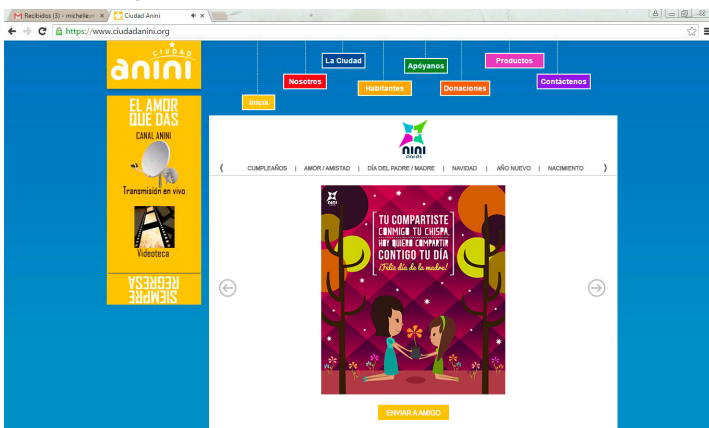 Recibidos (3) - michelle.m
Ciudad Anini
https://www.ciudadanini.org
CIUDAD
anini
La Ciudad
Apóyanos
Productos
Nosotros
Habitantes
Donaciones
Contáctenos
Inicia
EL AMOR
QUE DAS
CANAL ANINI
Transmisión en vivo
Videoteca
SIEMPRE
REGRESA
nini
cards
CUMPLEAÑOS | AMOR / AMISTAD | DÍA DEL PADRE / MADRE | NAVIDAD | AÑO NUEVO | NACIMIENTO
nini
TU COMPARTISTE
CONMIGO TU CHISPA,
HOY QUIERO COMPARTIR
CONTIGO TU DÍA
¡Feliz día de la madre!
ENVIAR A AMIGO